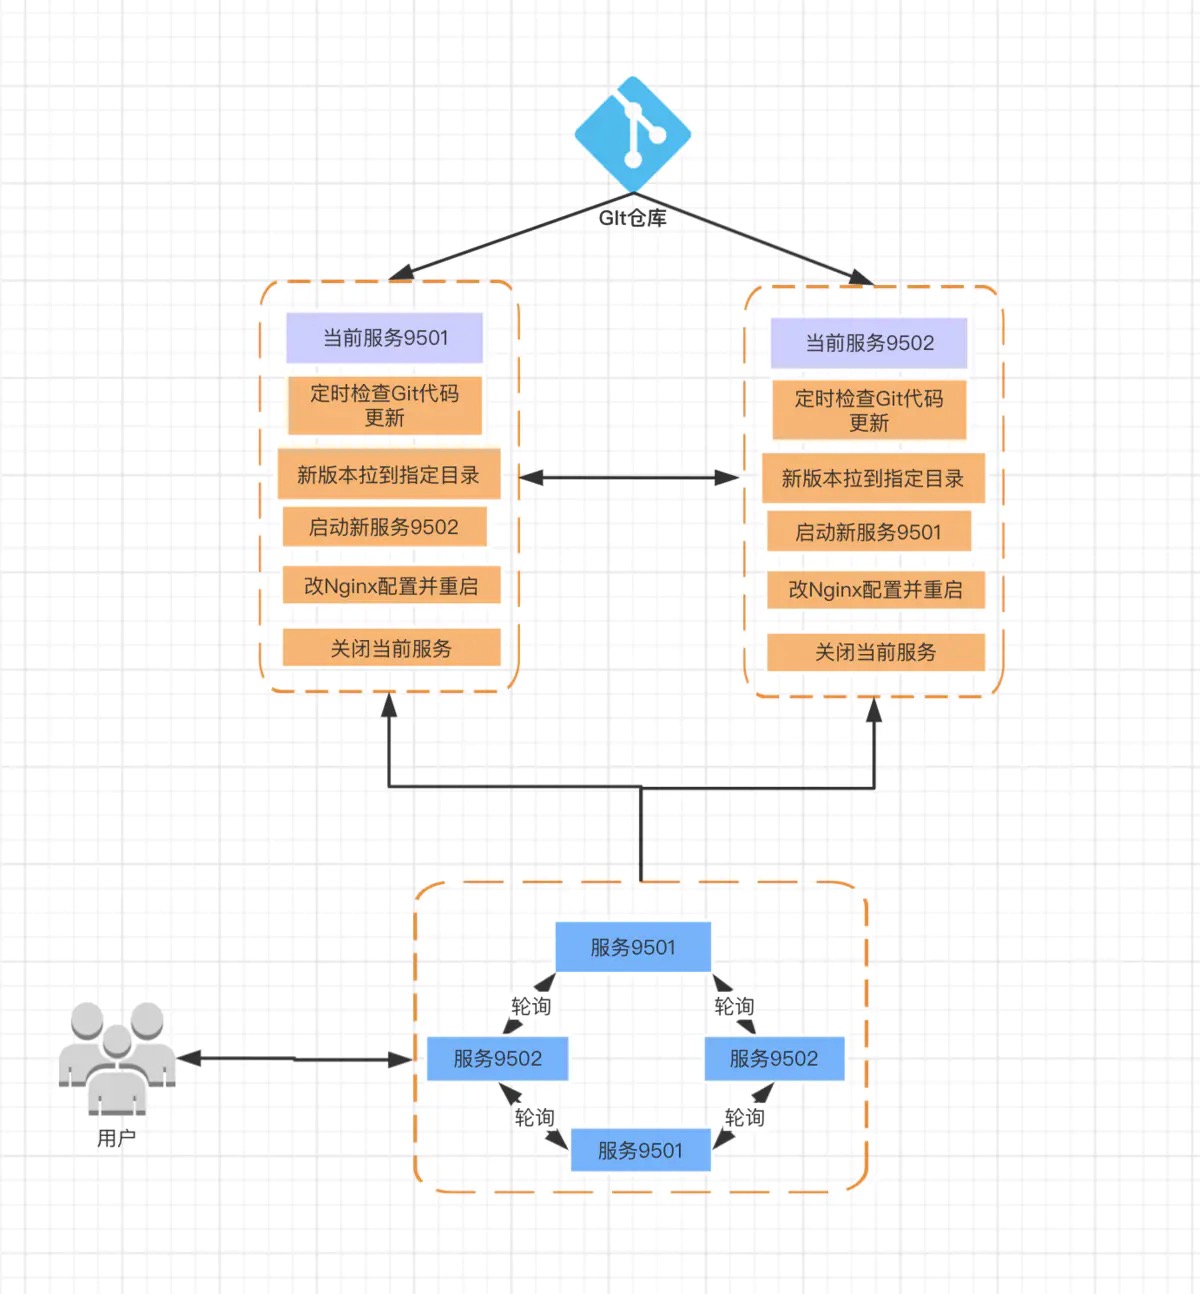 GIt仓库
当前服务9501
定时检查Git代码
更新
新版本拉到指定目录
启动新服务9502
改Nginx配置并重启
关闭当前服务
当前服务9502
定时检查Git代码
更新
新版本拉到指定目录
启动新服务9501
改Nginx配置并重启
关闭当前服务
服务9501
轮询
轮询
服务9502
服务9502
轮询
轮询
服务9501
用户